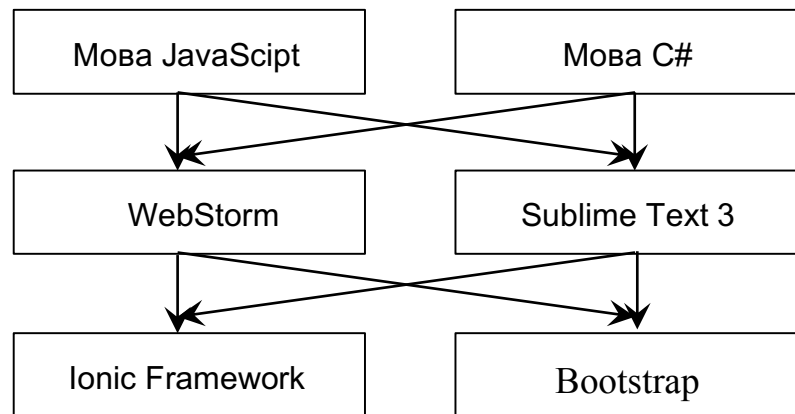 Мова JavaScipt
Мова C#
WebStorm
Sublime Text 3
Ionic Framework
Bootstrap